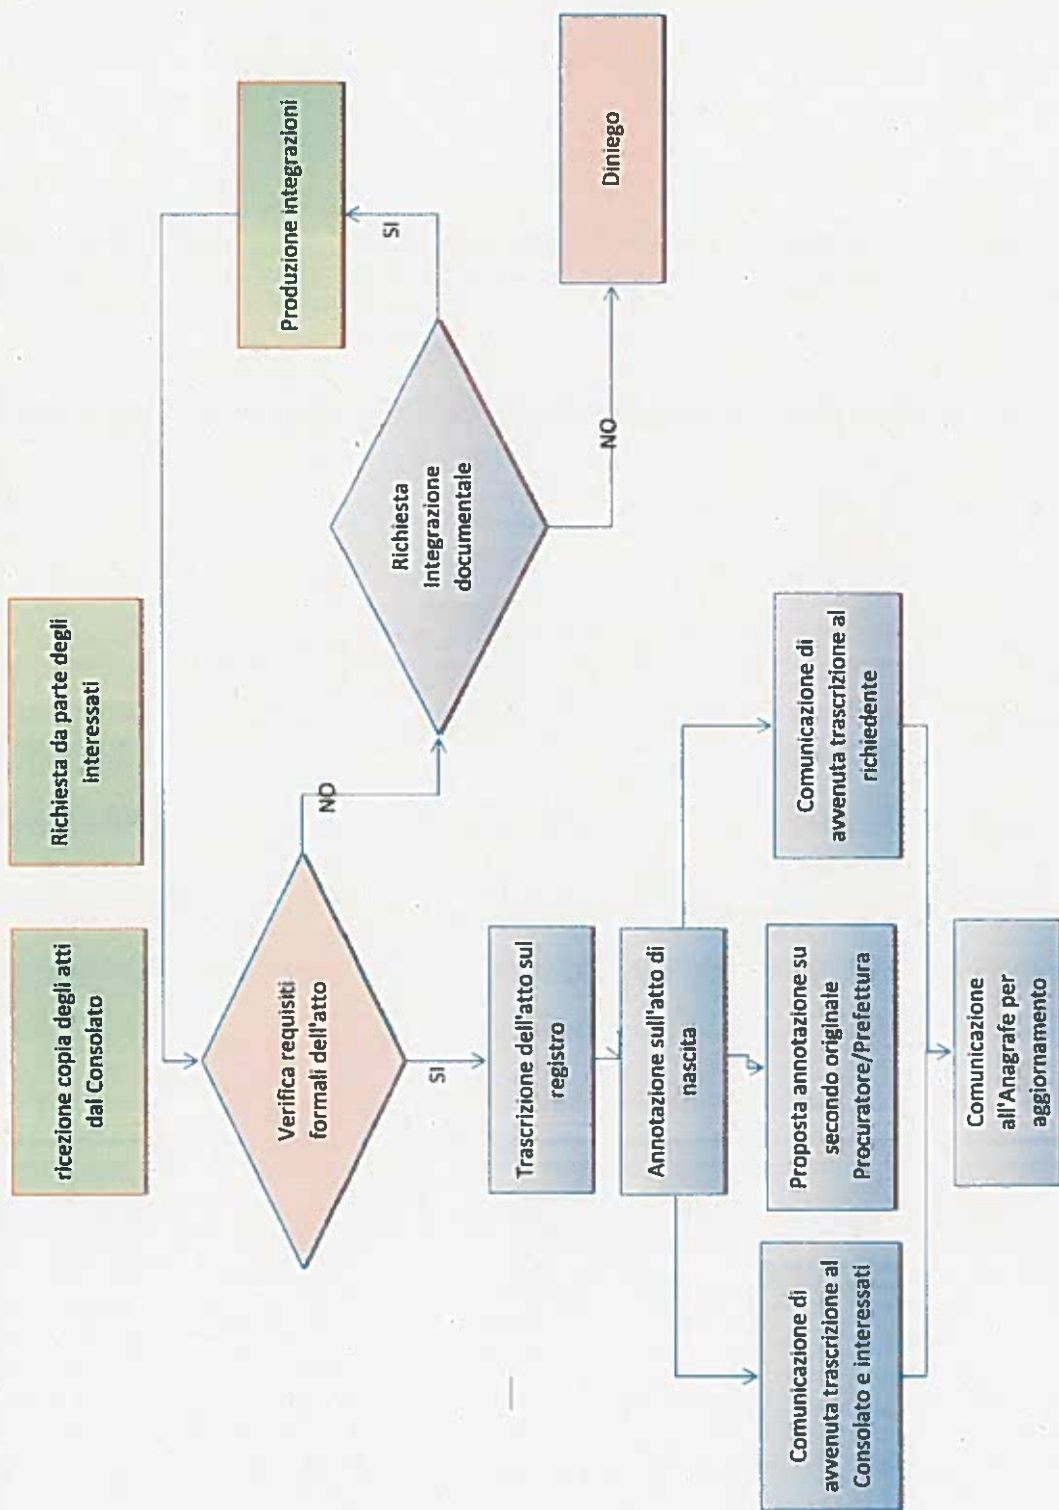 ricezione copia degli atti
dal Consolato
Richiesta da parte degli
interessati
Verifica requisiti
formali dell'atto
NO
SI
Richiesta
Integrazione
documentale
SI
NO
Produzione integrazioni
Diniego
Trascrizione dell'atto sul
registro
Annotazione sull'atto di
nascita
Comunicazione di
avvenuta trascrizione al
Consolato e interessati
Proposta annotazione su
secondo originale
Procuratore/Prefettura
Comunicazione di
avvenuta trascrizione al
richiedente
Comunicazione
all'Anagrafe per
aggiornamento